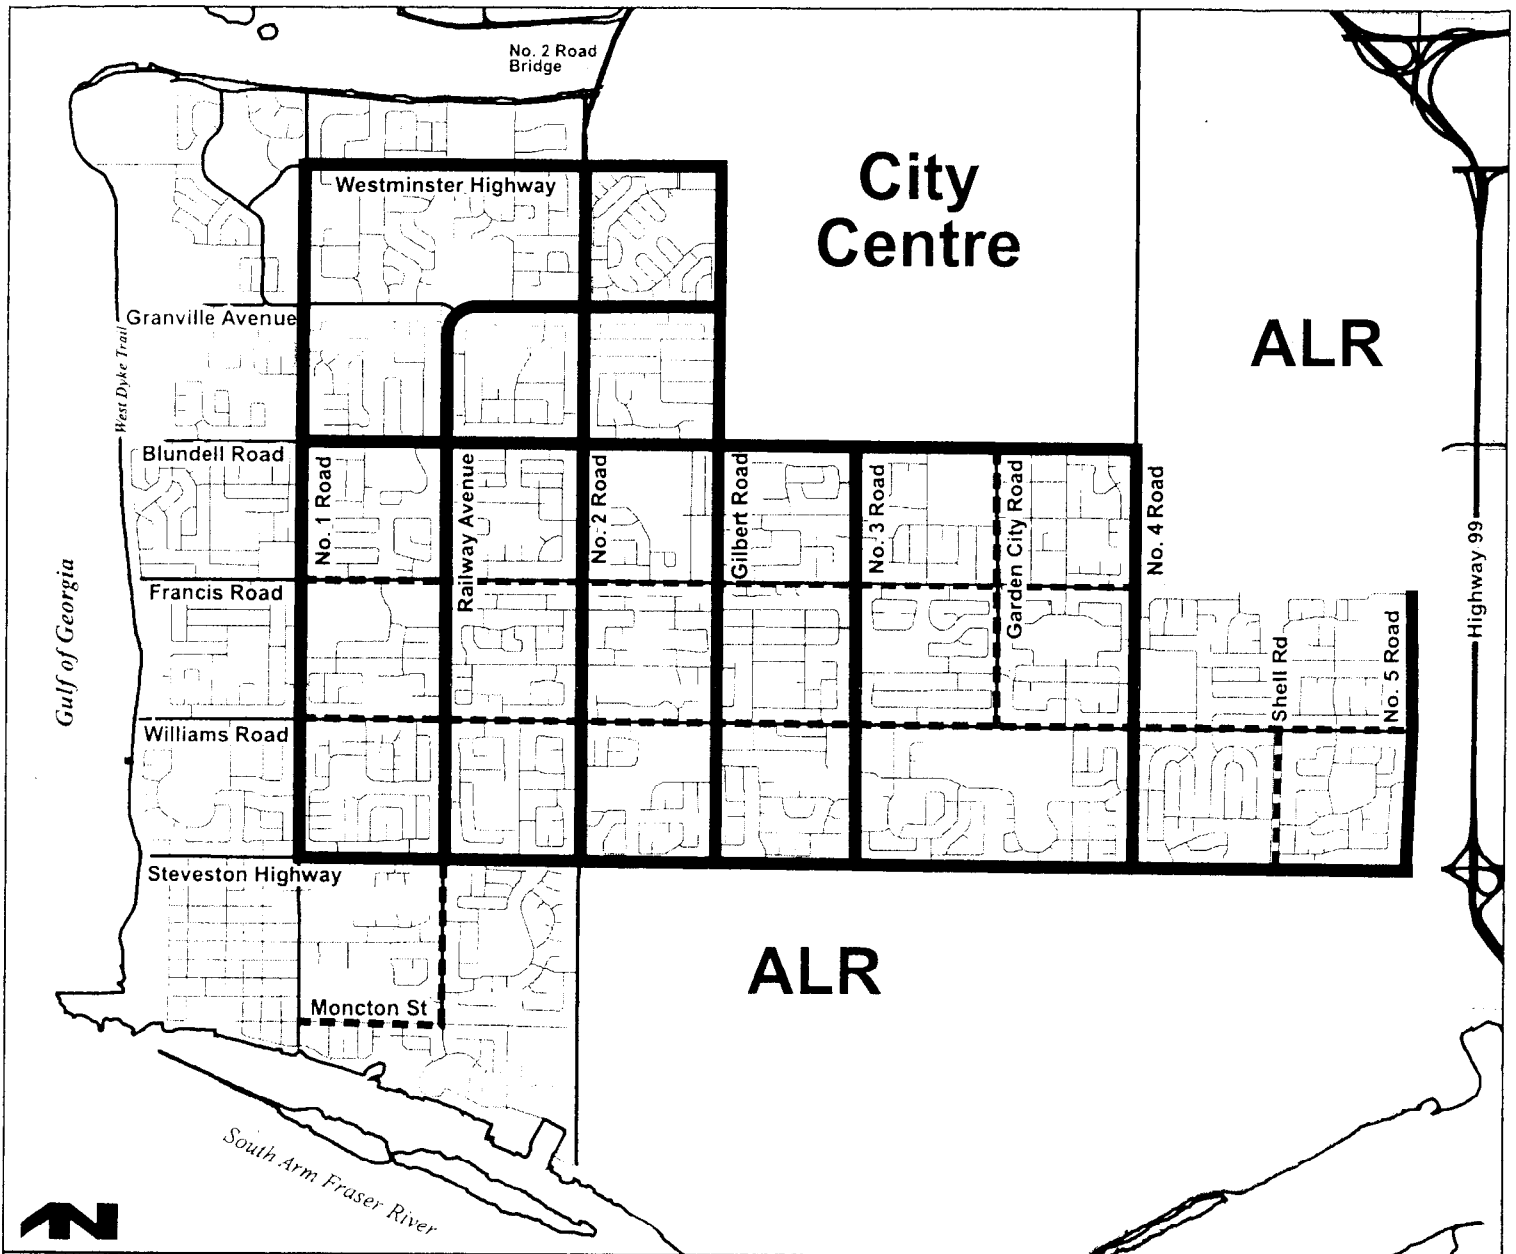 No. 2 Road
Bridge
City
Centre
Westminster Highway
Granville Avenue
West Dyke Trail
ALR
Blundell Road
No. 1 Road
Railway Avenue
No. 2 Road
Gilbert Road
No. 3 Road
Garden City Road
No. 4 Road
Highway 99
Gulf of Georgia
Francis Road
Shell Rd
No. 5 Road
Williams Road
Steveston Highway
ALR
Moncton St
South Arm Fraser River
N